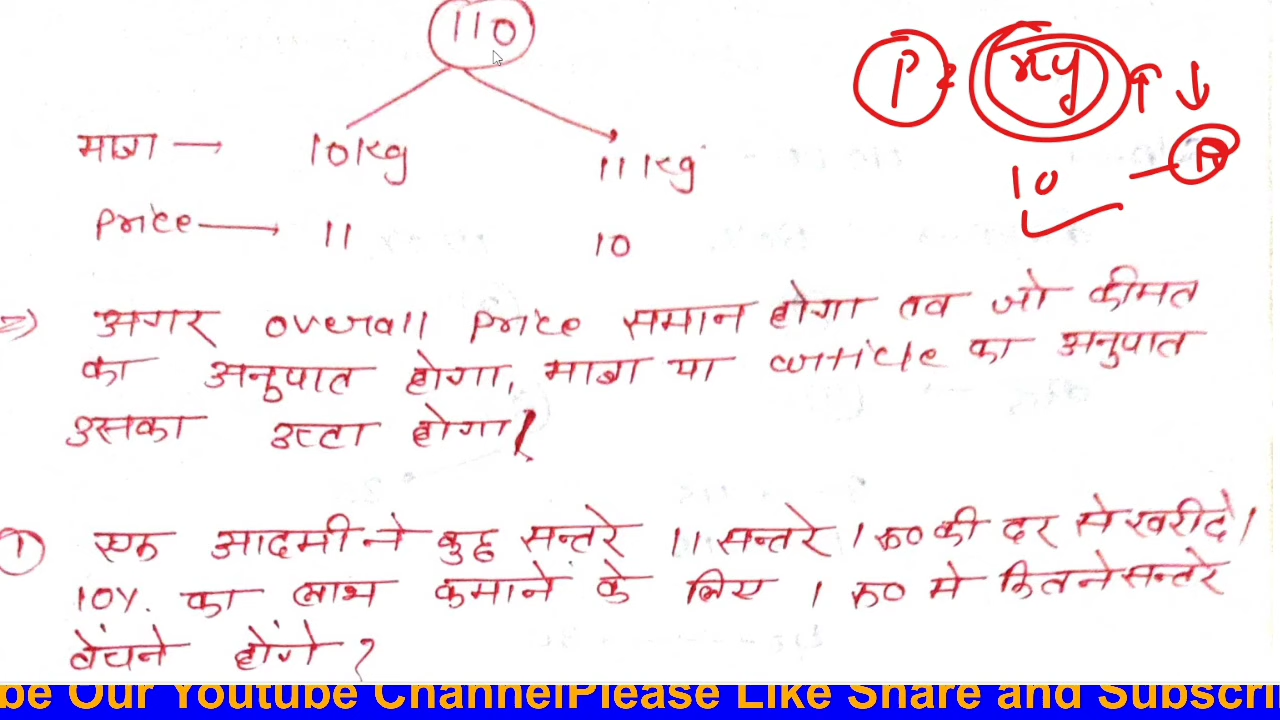 110
P = xy ↑ ↓
मात्रा → 10kg 11kg
10 —
Price → 11 10
=> अगर overall price समान होगा तब जो कीमत
का अनुपात होगा, मात्रा या article का अनुपात
उसका उल्टा होगा।
① एक आदमी ने कुछ सन्तरे 11 सन्तरे 1 रु० की दर से खरीदे।
10%. का लाभ कमाने के लिए 1 रु० मे कितने सन्तरे
बेंचने होंगे ?
be Our Youtube ChannelPlease Like Share and Subscri